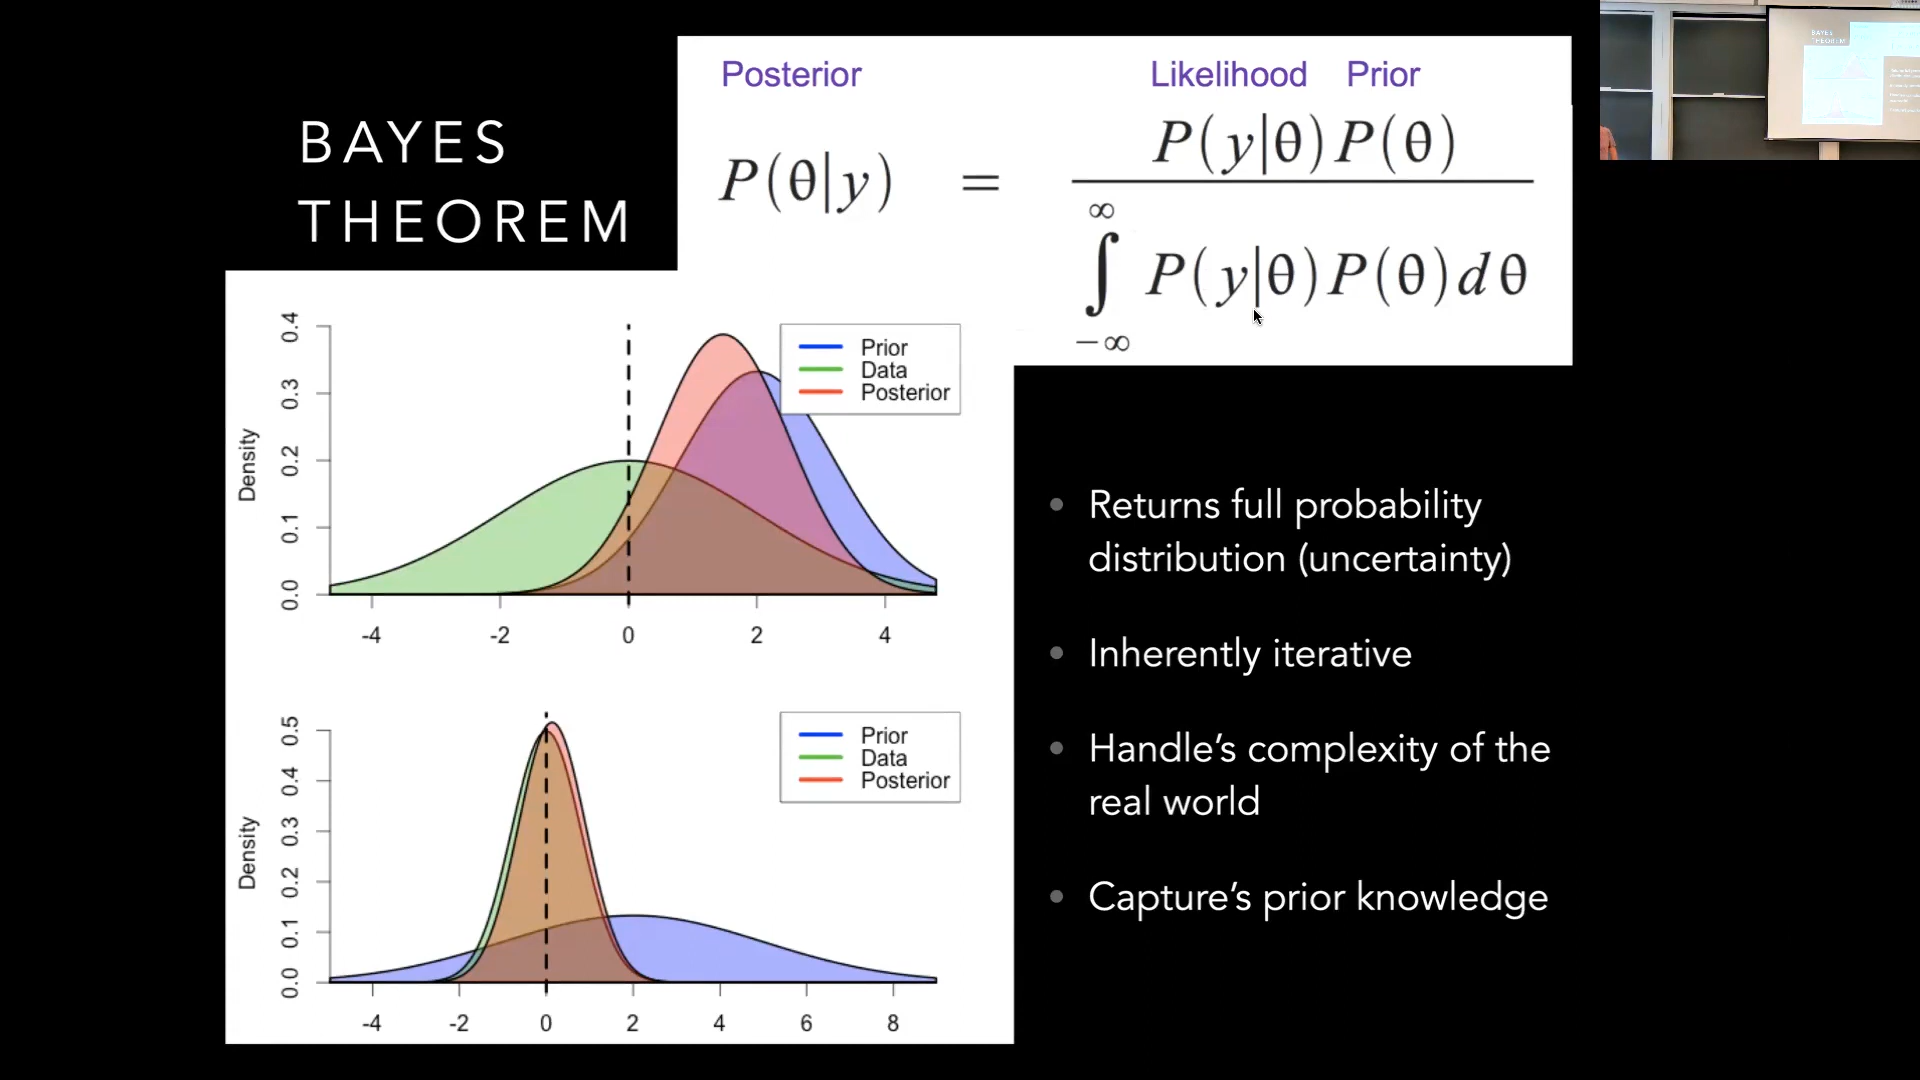 BAYES
THEOREM
Posterior
Likelihood Prior
P(θ|y) = P(y|θ)P(θ)
∞
∫ P(y|θ)P(θ)dθ
−∞
0.4
0.3
0.2
0.1
0.0
Density
Prior
Data
Posterior
-4 -2 0 2 4
0.5
0.4
0.3
0.2
0.1
0.0
Density
Prior
Data
Posterior
-4 -2 0 2 4 6 8
• Returns full probability
distribution (uncertainty)
• Inherently iterative
• Handle’s complexity of the
real world
• Capture’s prior knowledge
BAYES
THEOREM